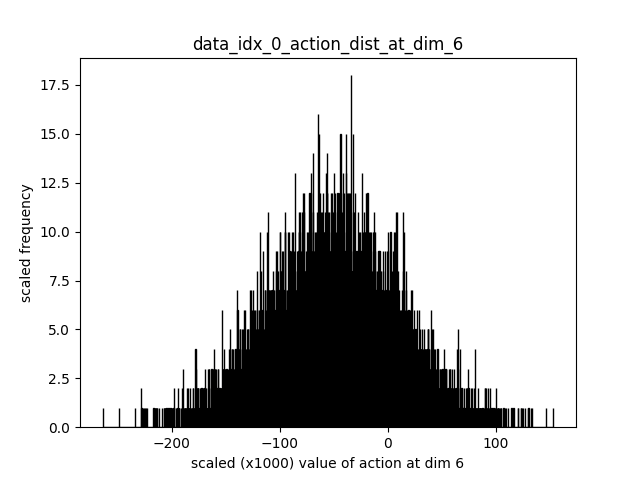 data_idx_0_action_dist_at_dim_6
17.5
15.0
12.5
10.0
7.5
5.0
2.5
0.0
scaled frequency
−200 −100 0 100
scaled (x1000) value of action at dim 6